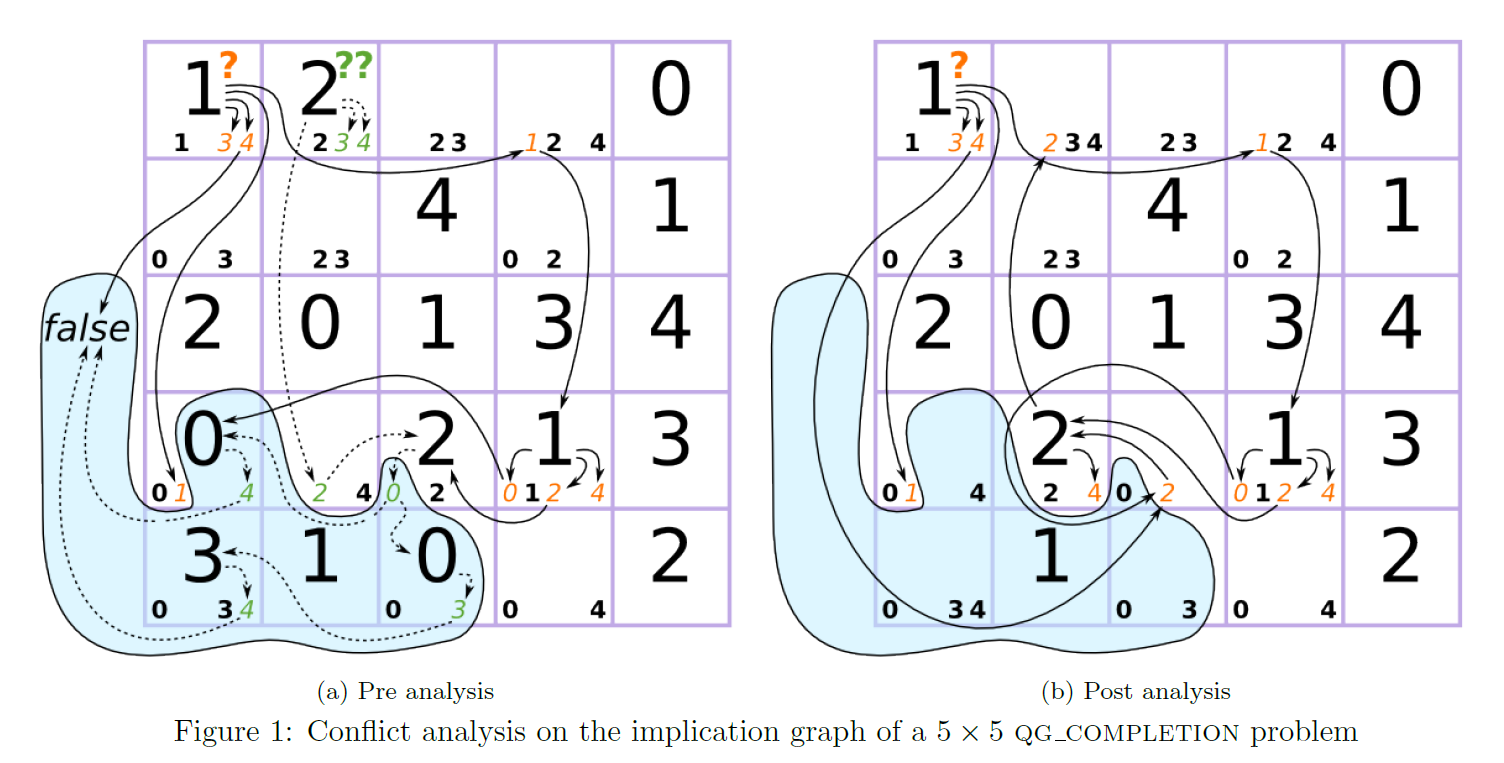 1? 2?? 0
1 3 4 2 3 4 2 3 1 2 4
4 1
0 3 2 3 0 2
false 2 0 1 3 4
0 2 1 3
0 1 4 2 4 0 2 0 1 2 4
3 1 0 2
0 3 4 0 3 0 4
(a) Pre analysis
1? 0
1 3 4 2 3 4 2 3 1 2 4
4 1
0 3 2 3 0 2
2 0 1 3 4
2 1 3
0 1 4 2 4 0 2 0 1 2 4
1 2
0 3 4 0 3 0 4
(b) Post analysis
Figure 1: Conflict analysis on the implication graph of a 5 × 5 QG_COMPLETION problem